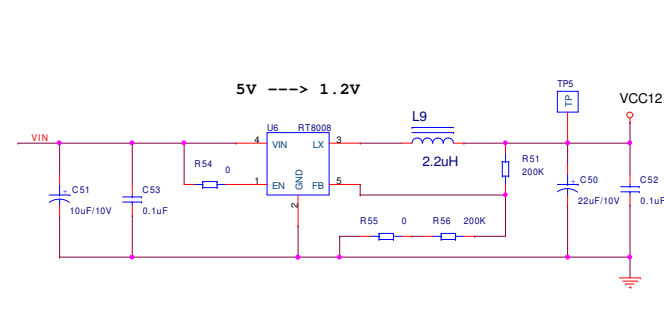 TP5
TP
VCC12
5V ---> 1.2V
L9
U6 RT8008
VIN
4 VIN LX 3
2.2uH
R54 0
R51
200K
1 EN GND FB 5
2
C51
10uF/10V
C53
0.1uF
C50
22uF/10V
C52
0.1uF
R55 0 R56 200K